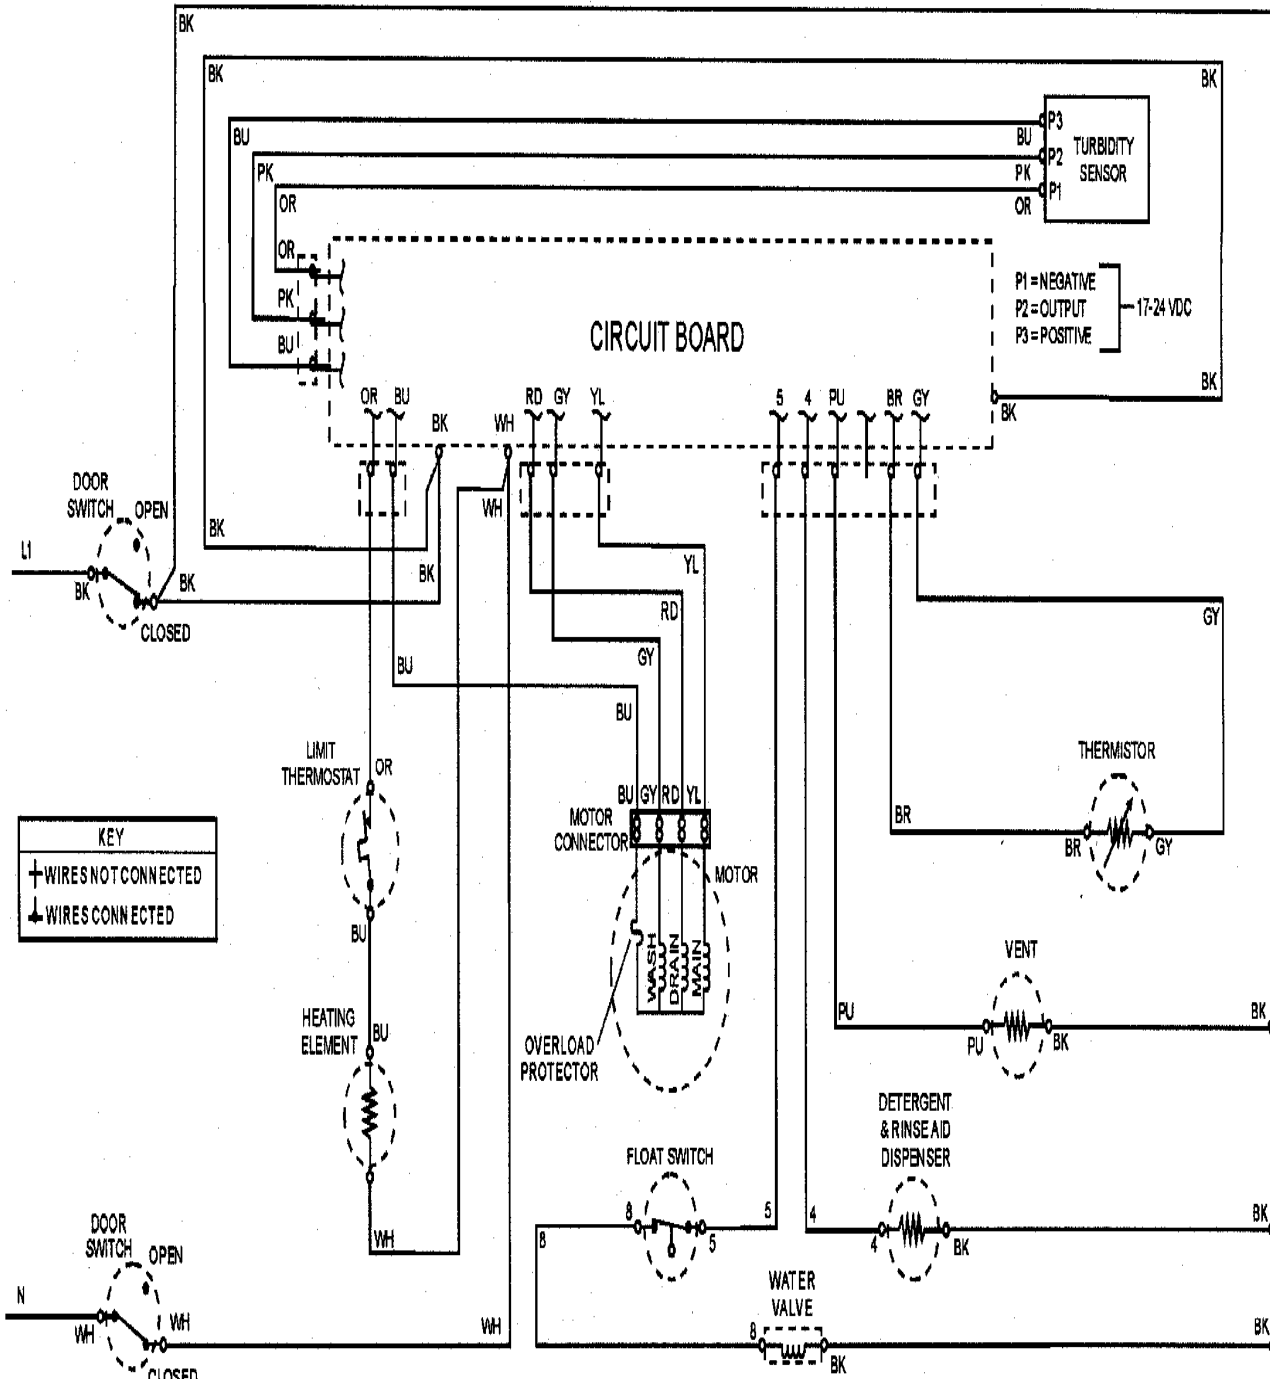 BK
BK
BK
BU
P3
BU
TURBIDITY
SENSOR
PK
P2
PK
OR
P1
OR
OR
PK
BU
P1 = NEGATIVE
P2 = OUTPUT
P3 = POSITIVE
17-24 VDC
CIRCUIT BOARD
OR
BU
BK
WH
RD
GY
YL
5
4
PU
BR
GY
BK
BK
DOOR
SWITCH
OPEN
L1
BK
BK
CLOSED
BK
BK
WH
YL
RD
GY
BU
BU
GY
LIMIT
THERMOSTAT
OR
THERMISTOR
BR
BR
GY
BU GY RD YL
MOTOR
CONNECTOR
MOTOR
KEY
WIRES NOT CONNECTED
WIRES CONNECTED
BU
WASH
DRAIN
MAIN
VENT
HEATING
ELEMENT
BU
OVERLOAD
PROTECTOR
PU
PU
BK
BK
DETERGENT
& RINSE AID
DISPENSER
FLOAT SWITCH
8
8
5
5
4
4
BK
BK
WH
DOOR
SWITCH
OPEN
N
WH
WH
CLOSED
WH
WATER
VALVE
8
BK
BK